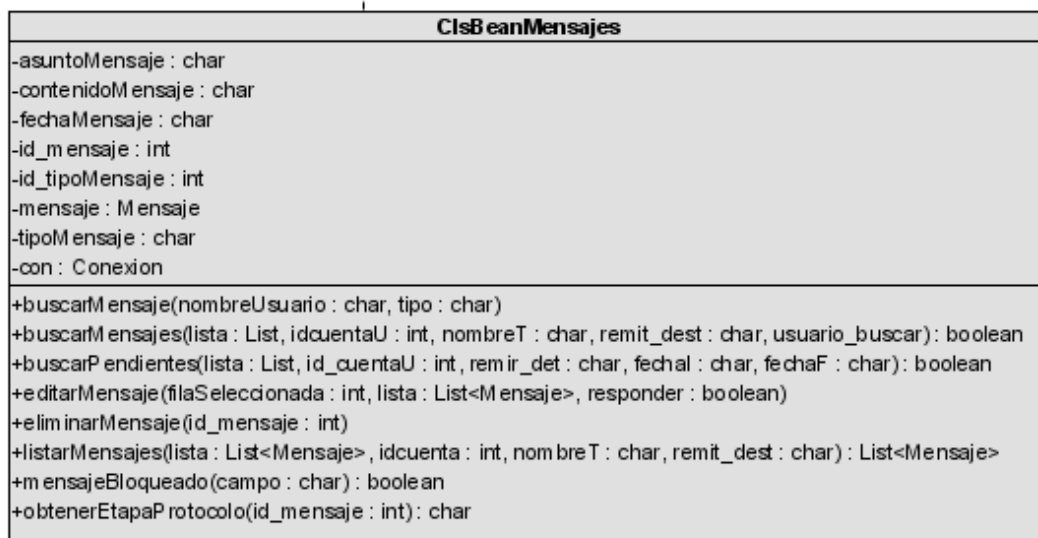 ClsBeanMensajes
-asuntoMensaje : char
-contenidoMensaje : char
-fechaMensaje : char
-id_mensaje : int
-id_tipoMensaje : int
-mensaje : Mensaje
-tipoMensaje : char
-con : Conexion
+buscarMensaje(nombreUsuario : char, tipo : char)
+buscarMensajes(lista : List, idcuentaU : int, nombreT : char, remit_dest : char, usuario_buscar) : boolean
+buscarPendientes(lista : List, id_cuentaU : int, remir_det : char, fechaI : char, fechaF : char) : boolean
+editarMensaje(filaSeleccionada : int, lista : List<Mensaje>, responder : boolean)
+eliminarMensaje(id_mensaje : int)
+listarMensajes(lista : List<Mensaje>, idcuenta : int, nombreT : char, remit_dest : char) : List<Mensaje>
+mensajeBloqueado(campo : char) : boolean
+obtenerEtapaProtocolo(id_mensaje : int) : char